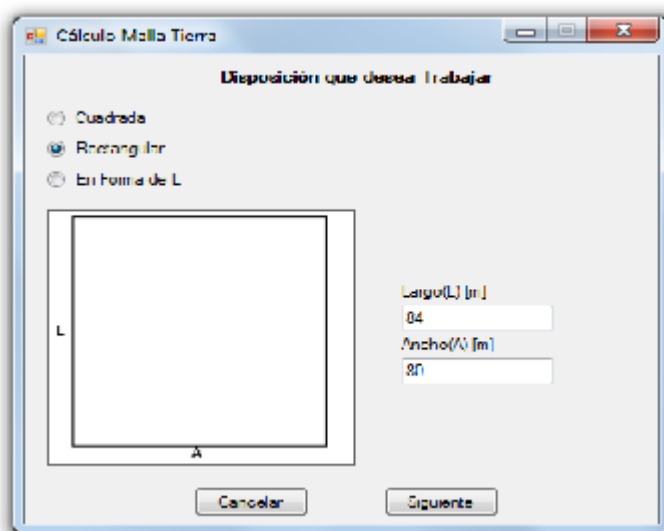 Cálculo Malla Tierra
Disposición que desea Trabajar
Cuadrada
Rectangular
En Forma de L
L
A
Largo(L) [m]
84
Ancho(A) [m]
80
Cancelar
Siguiente